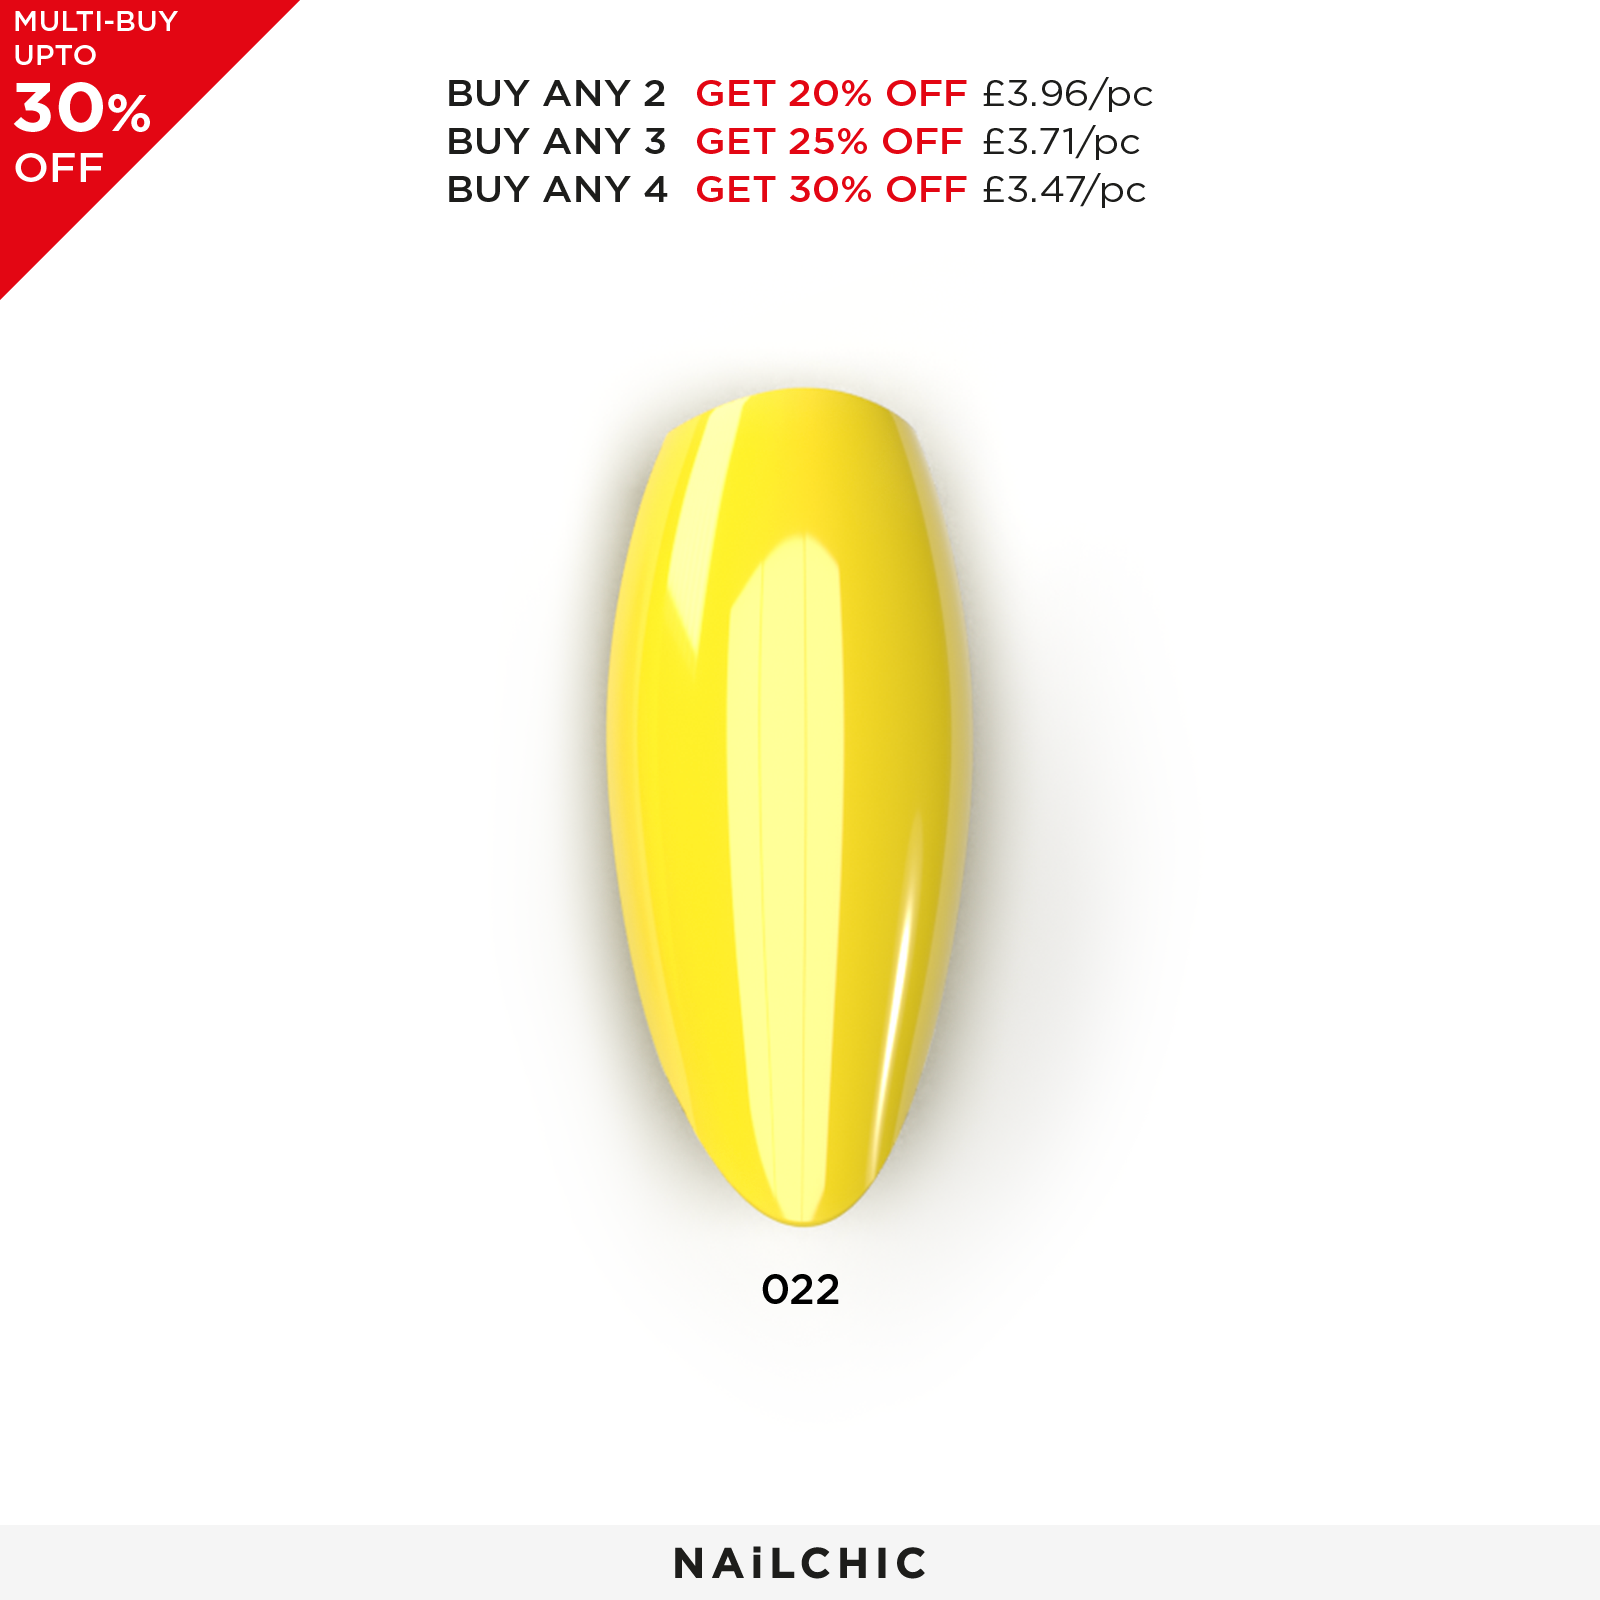 MULTI-BUY
UPTO
30%
OFF
BUY ANY 2 GET 20% OFF £3.96/pc
BUY ANY 3 GET 25% OFF £3.71/pc
BUY ANY 4 GET 30% OFF £3.47/pc
022
NAiLCHIC